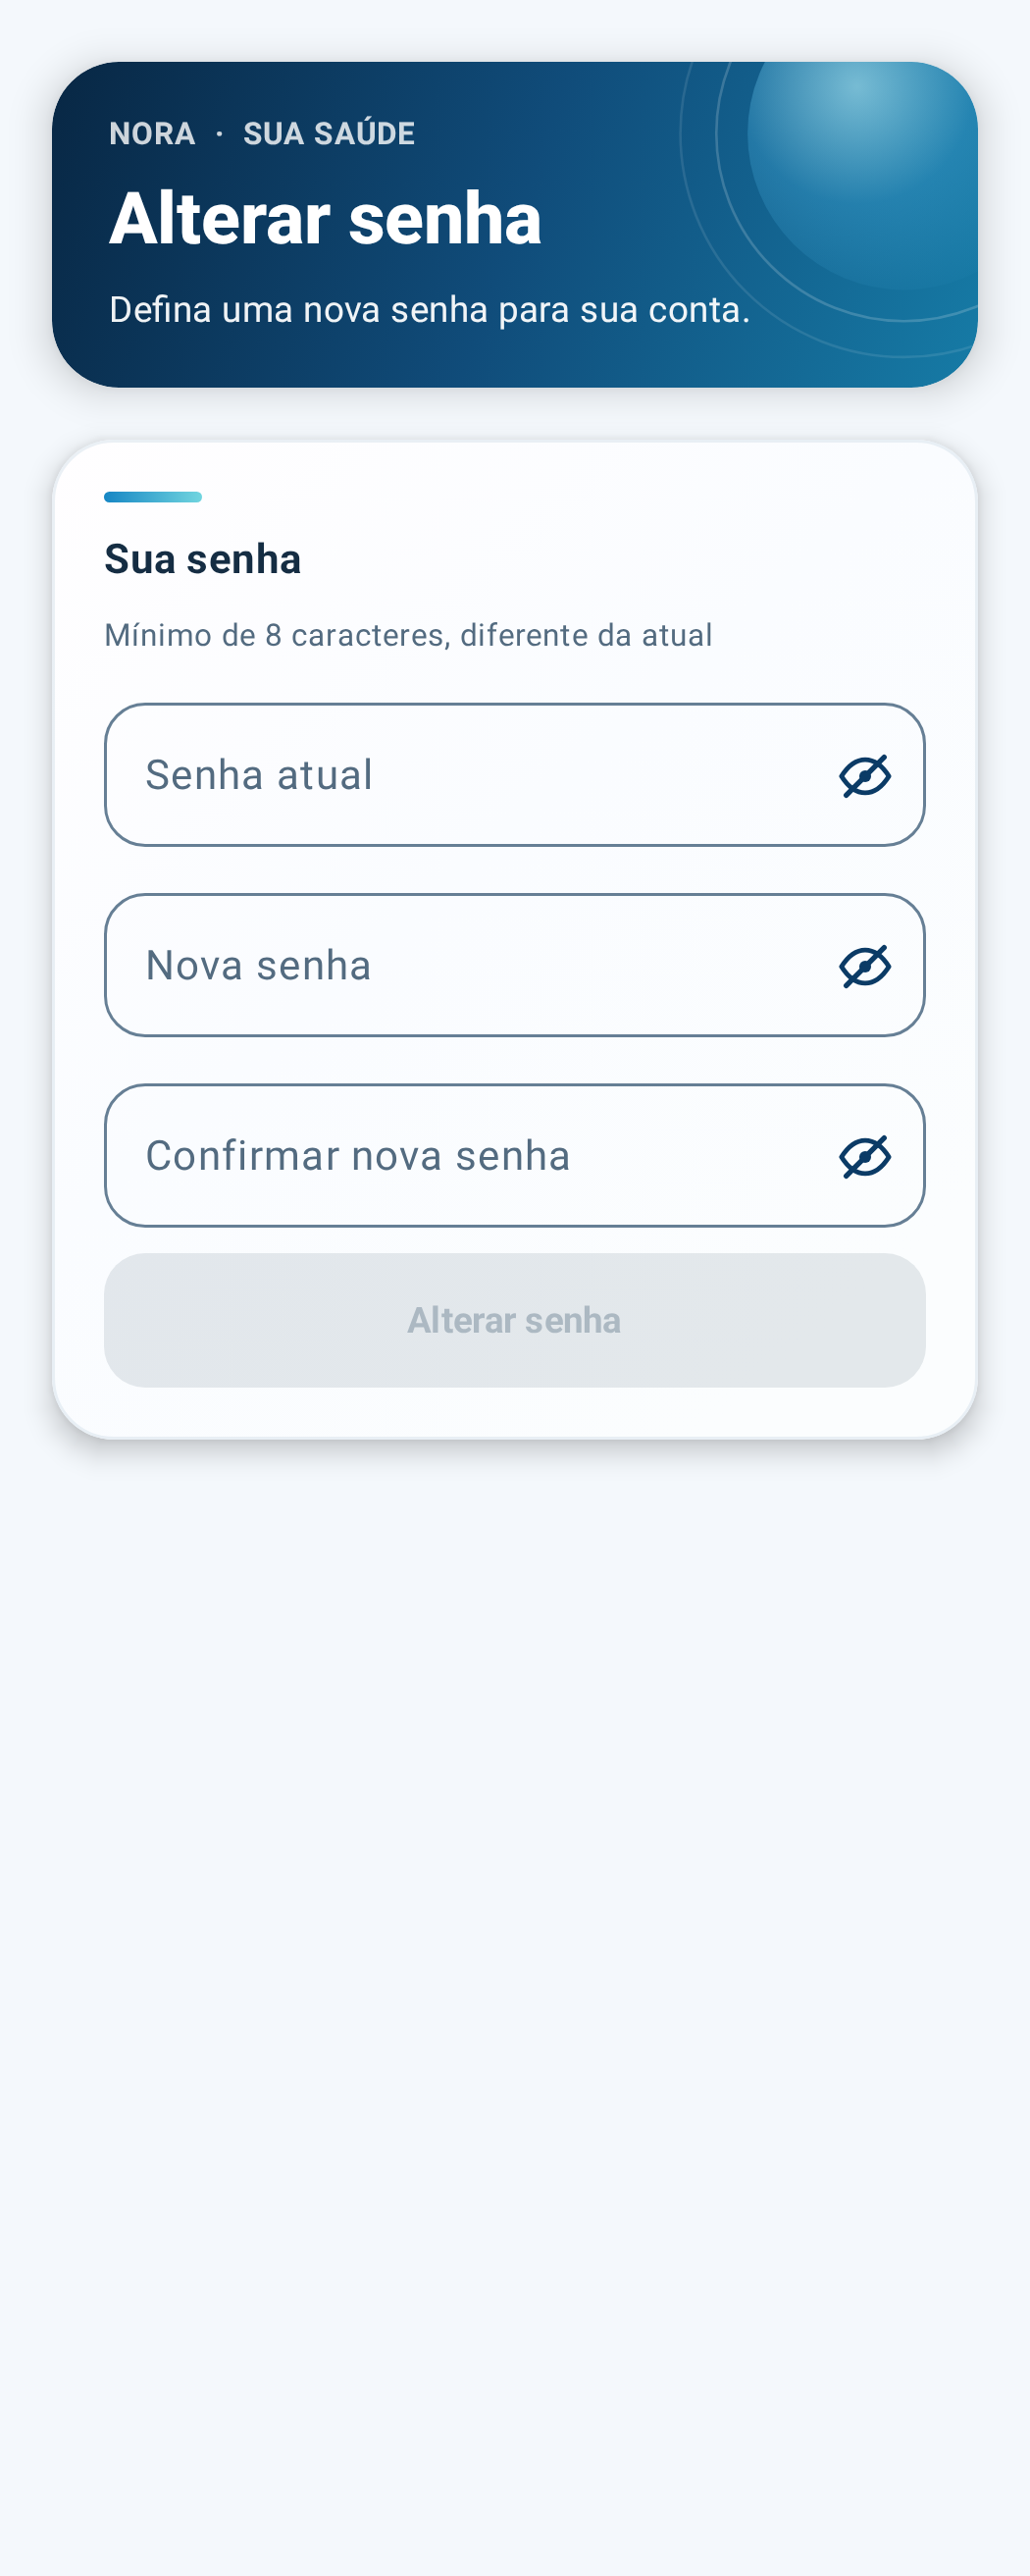 NORA · SUA SAÚDE
Alterar senha
Defina uma nova senha para sua conta.
Sua senha
Mínimo de 8 caracteres, diferente da atual
Senha atual
Nova senha
Confirmar nova senha
Alterar senha